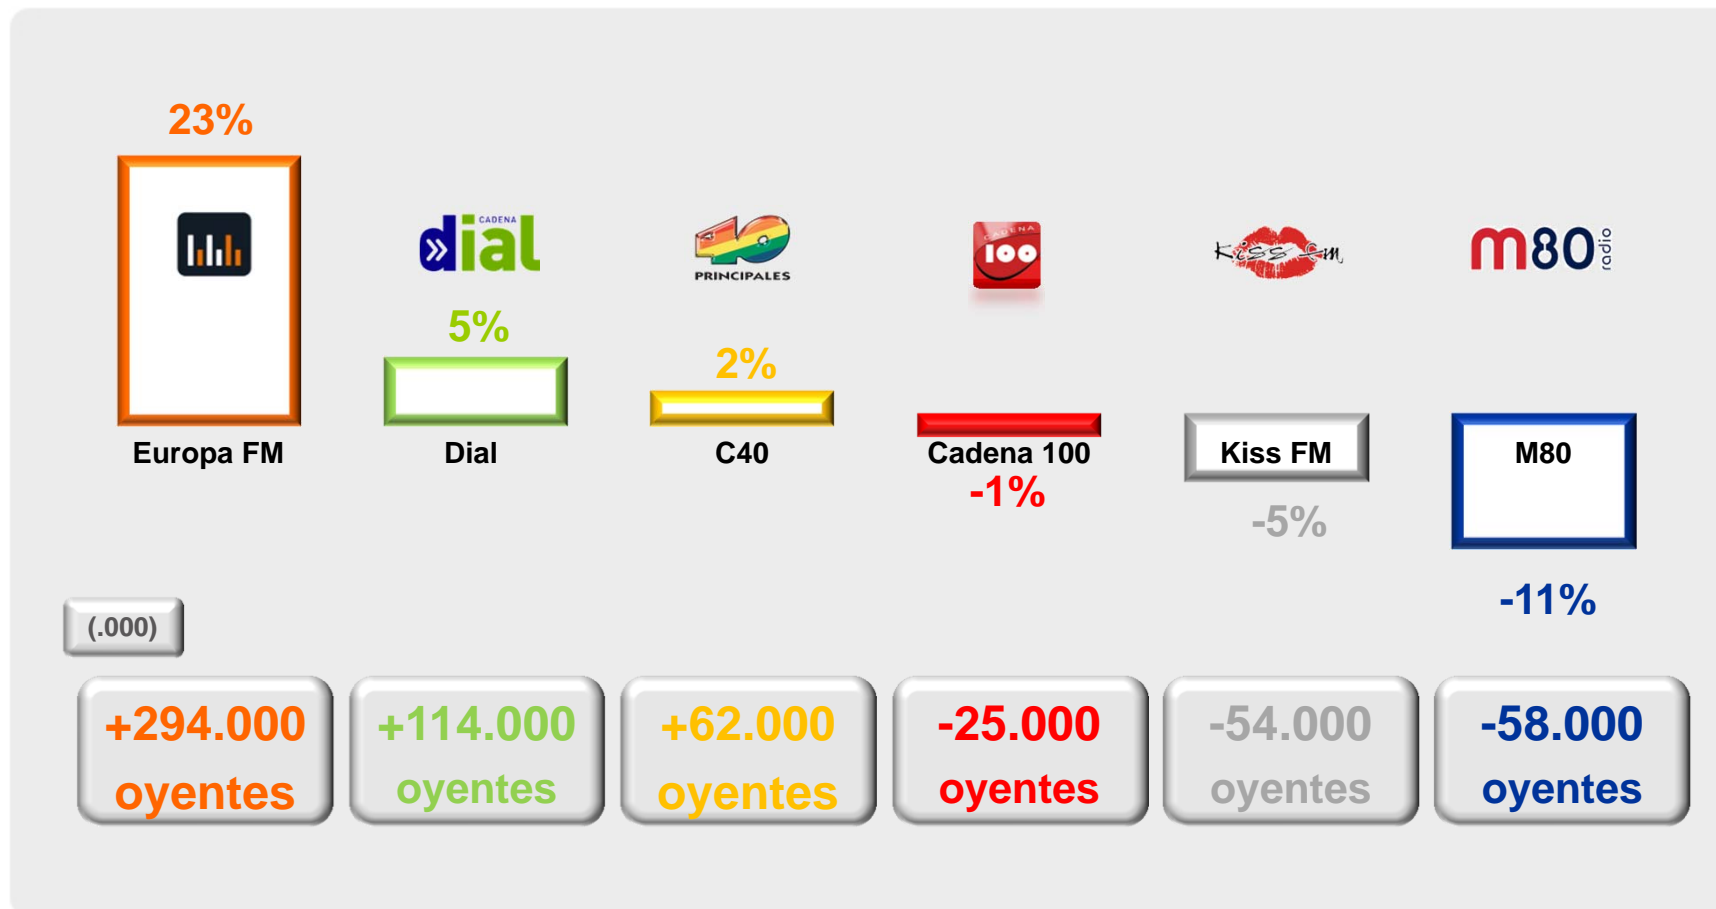 23%
CADENA
»dial
PRINCIPALES
CADENA
100
Kiss fm
m80 radio
5%
2%
Europa FM
Dial
C40
Cadena 100
Kiss FM
M80
-1%
-5%
-11%
(.000)
+294.000
oyentes
+114.000
oyentes
+62.000
oyentes
-25.000
oyentes
-54.000
oyentes
-58.000
oyentes